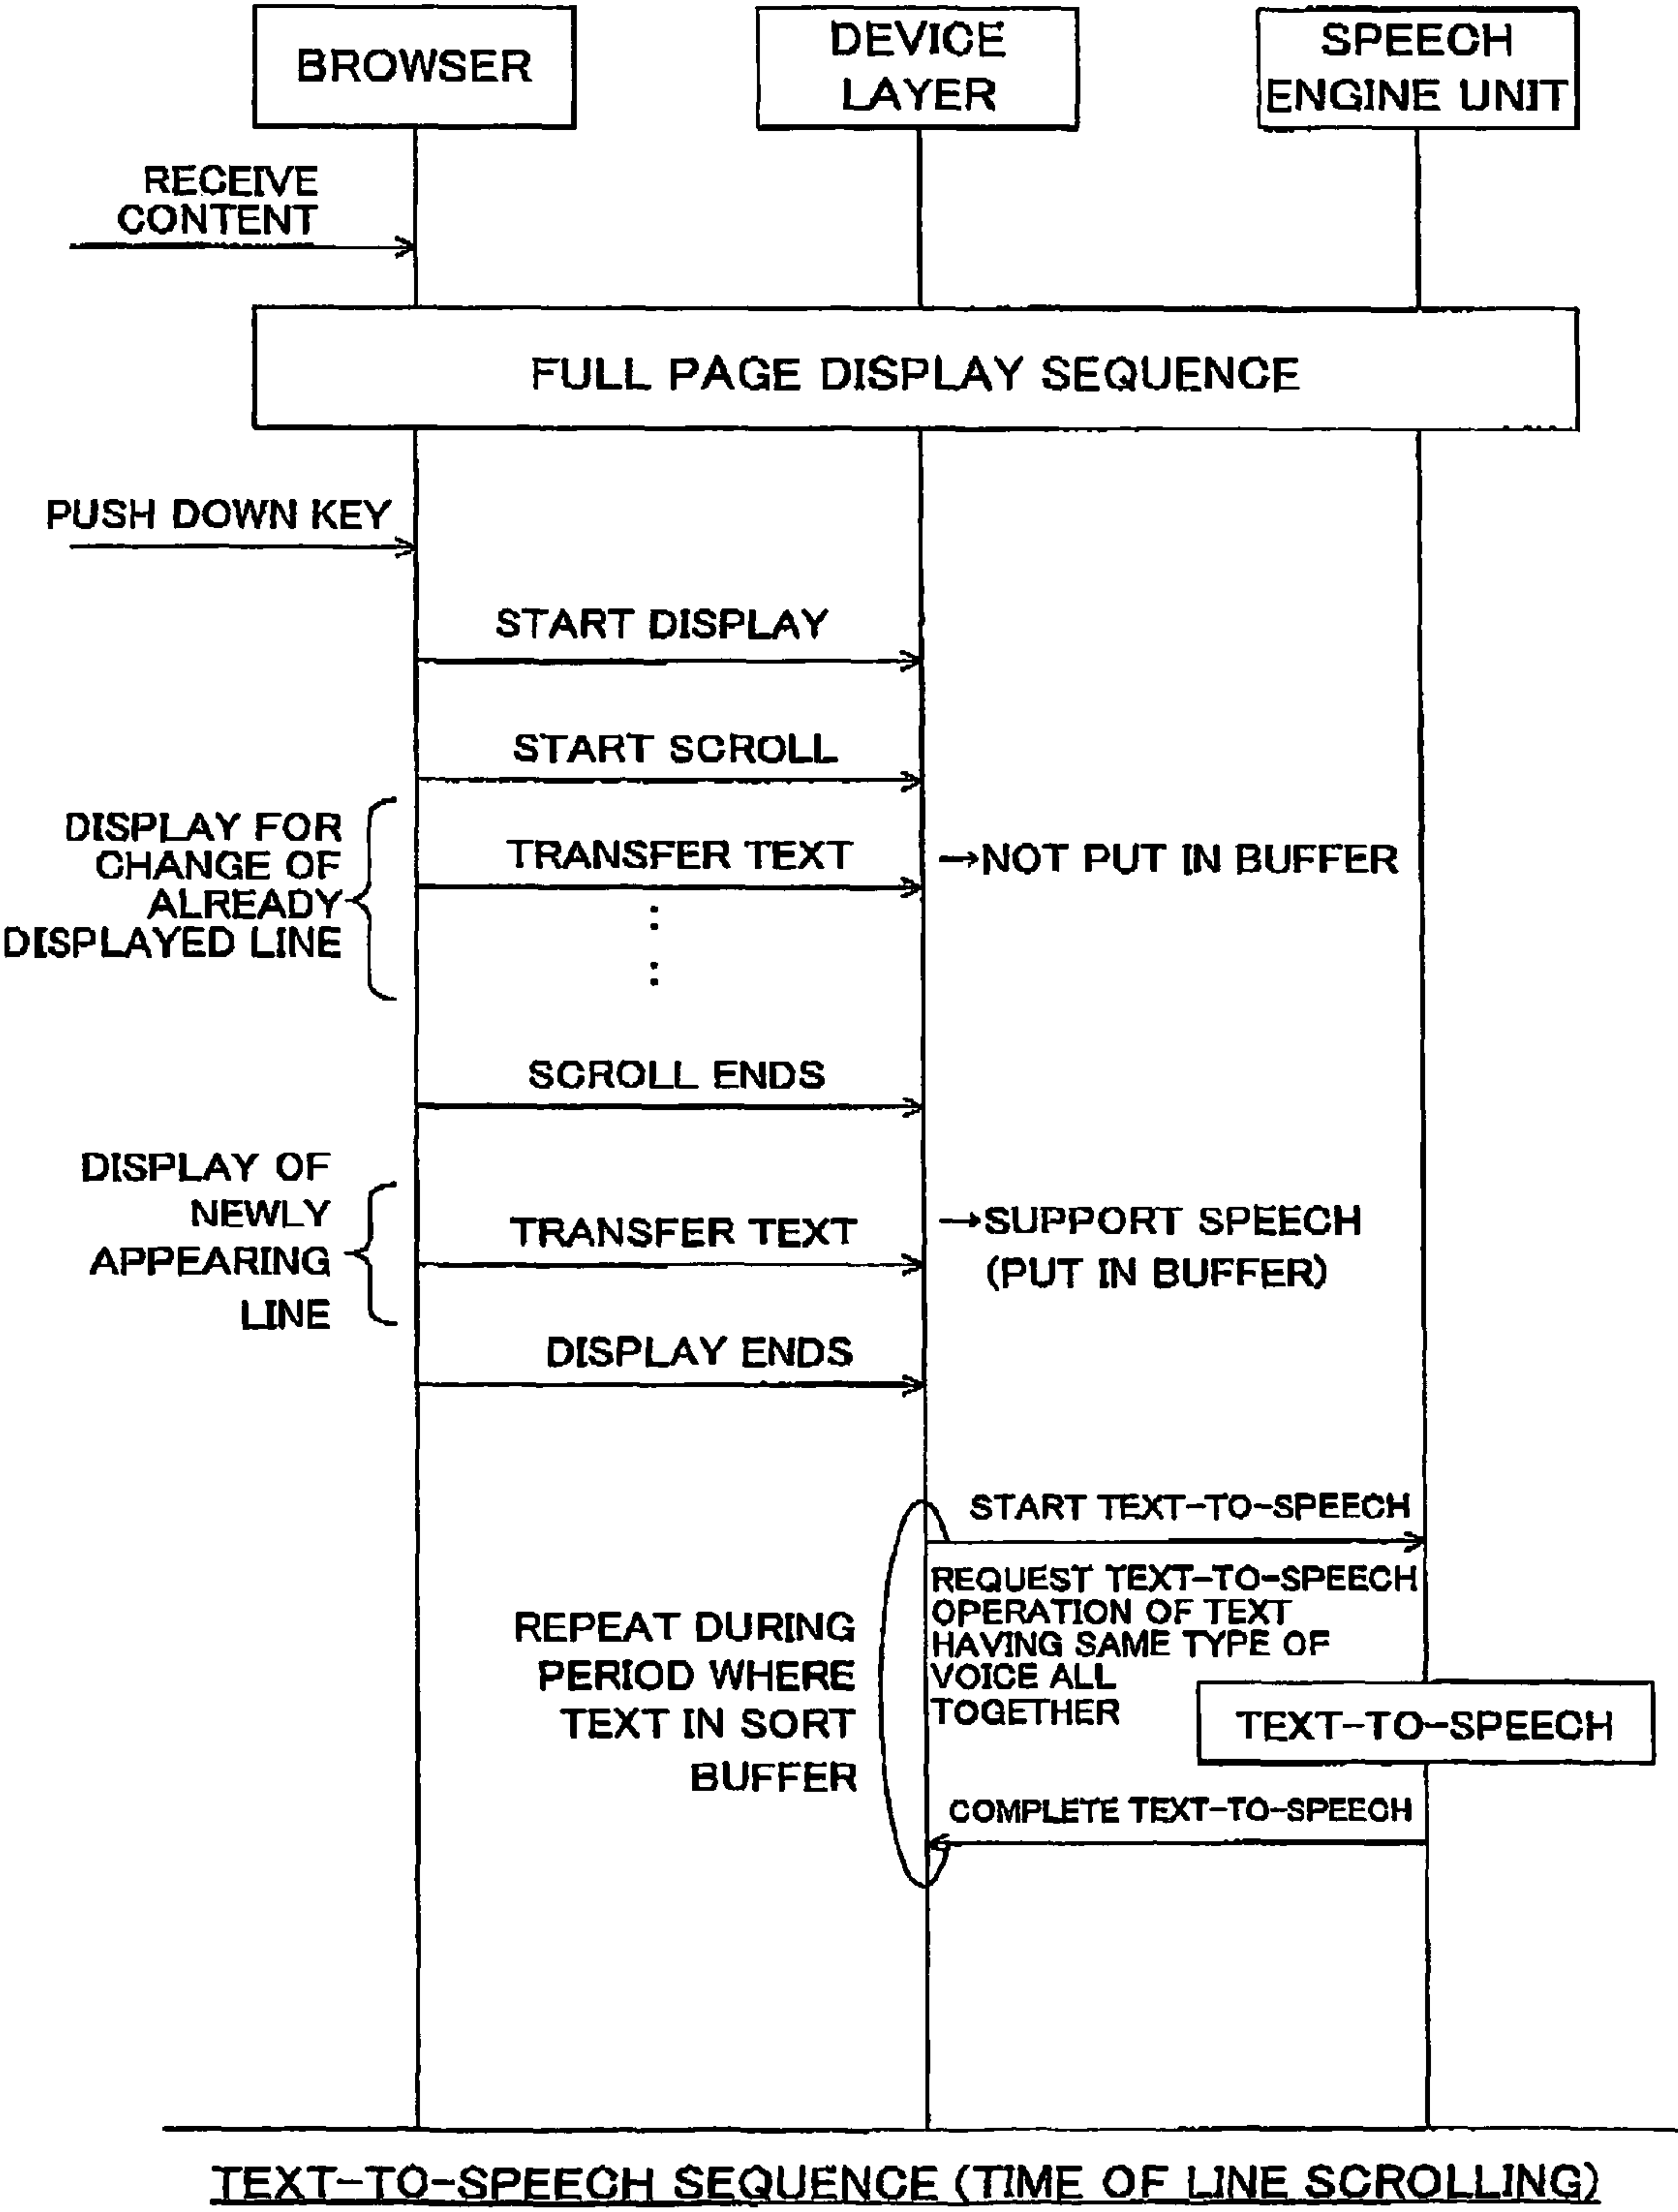 BROWSER
DEVICE
LAYER
SPEECH
ENGINE UNIT
RECEIVE
CONTENT
FULL PAGE DISPLAY SEQUENCE
PUSH DOWN KEY
START DISPLAY
START SCROLL
DISPLAY FOR
CHANGE OF
ALREADY
DISPLAYED LINE
TRANSFER TEXT
→NOT PUT IN BUFFER
SCROLL ENDS
DISPLAY OF
NEWLY
APPEARING
LINE
TRANSFER TEXT
→SUPPORT SPEECH
(PUT IN BUFFER)
DISPLAY ENDS
START TEXT-TO-SPEECH
REQUEST TEXT-TO-SPEECH
OPERATION OF TEXT
HAVING SAME TYPE OF
VOICE ALL
TOGETHER
REPEAT DURING
PERIOD WHERE
TEXT IN SORT
BUFFER
TEXT-TO-SPEECH
COMPLETE TEXT-TO-SPEECH
TEXT-TO-SPEECH SEQUENCE (TIME OF LINE SCROLLING)